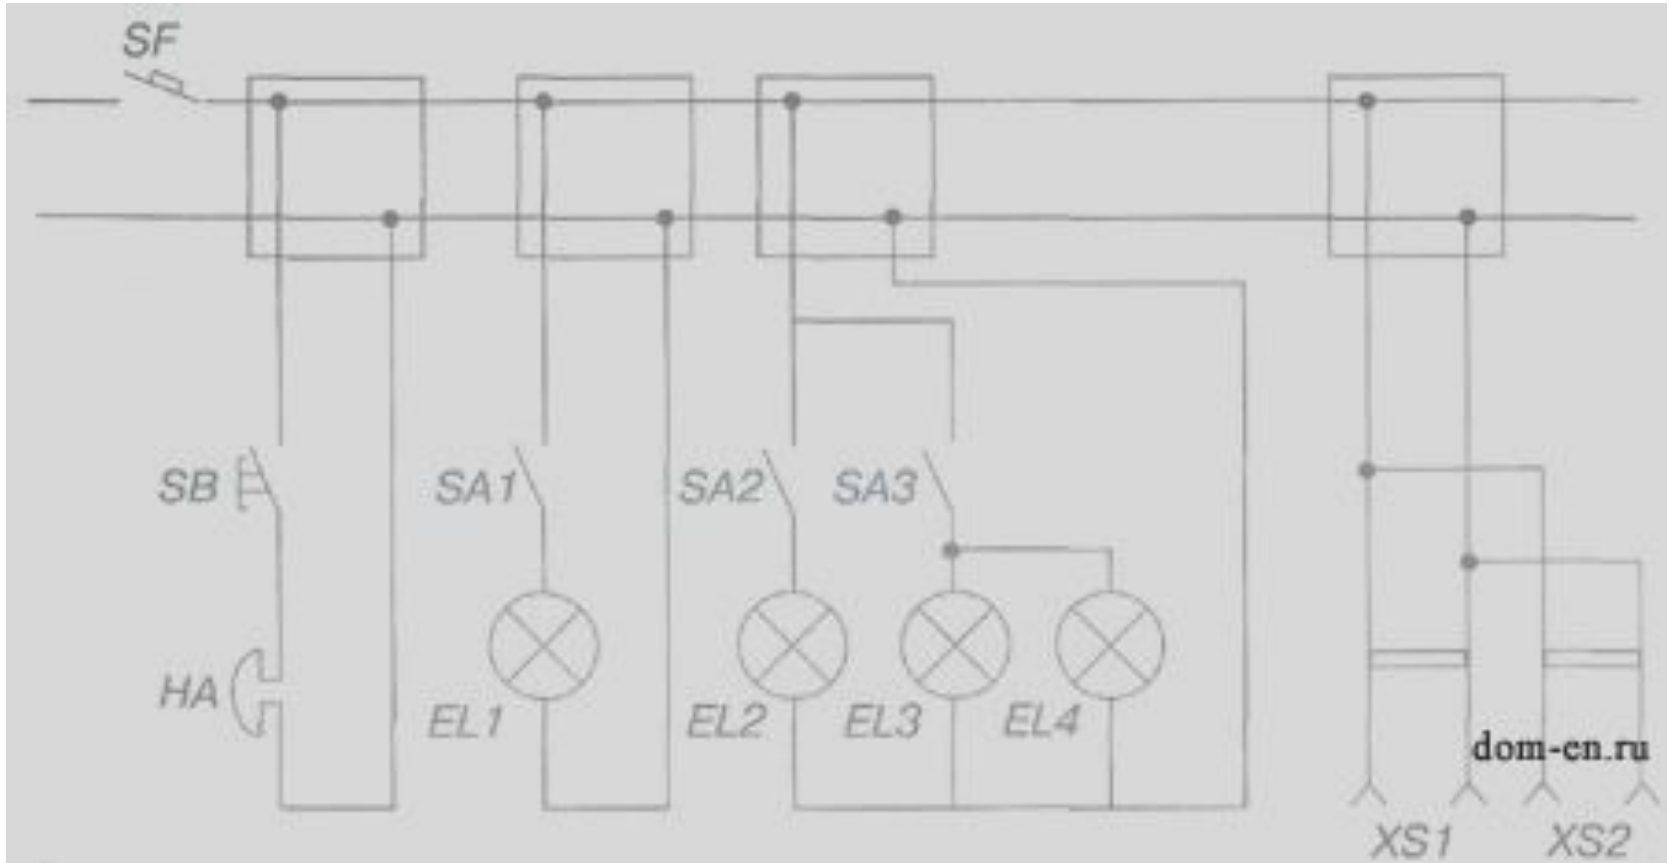 SF
SB
SA1
SA2
SA3
HA
EL1
EL2
EL3
EL4
dom-en.ru
XS1
XS2